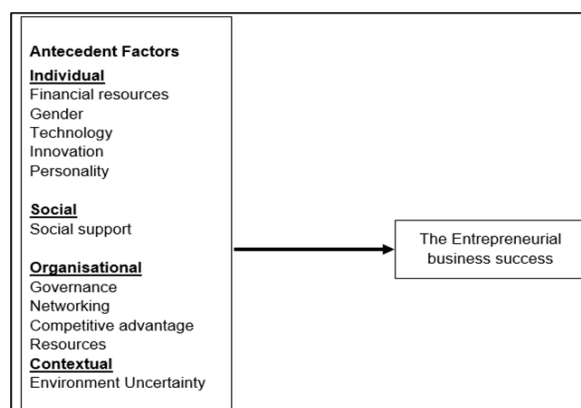 Antecedent Factors
Individual
Financial resources
Gender
Technology
Innovation
Personality
Social
Social support
Organisational
Governance
Networking
Competitive advantage
Resources
Contextual
Environment Uncertainty
The Entrepreneurial
business success